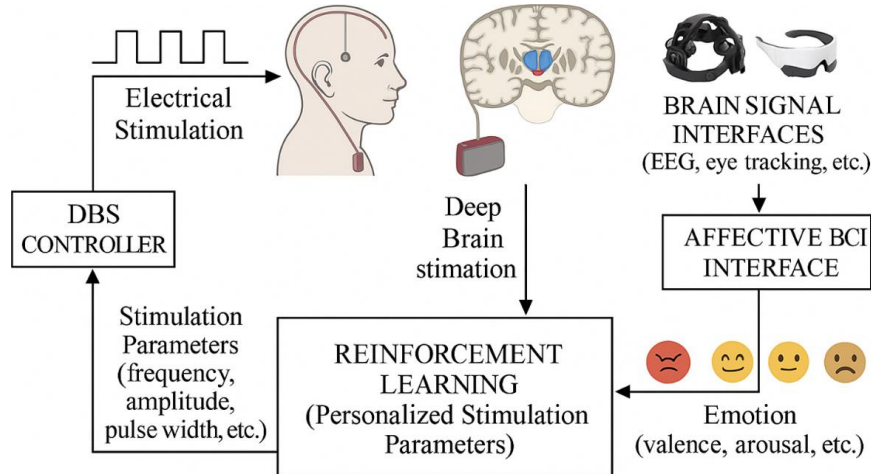 Electrical
Stimulation
DBS
CONTROLLER
Stimulation
Parameters
(frequency,
amplitude,
pulse width, etc.)
Deep
Brain
stimation
REINFORCEMENT
LEARNING
(Personalized Stimulation
Parameters)
BRAIN SIGNAL
INTERFACES
(EEG, eye tracking, etc.)
AFFECTIVE BCI
INTERFACE
Emotion
(valence, arousal, etc.)